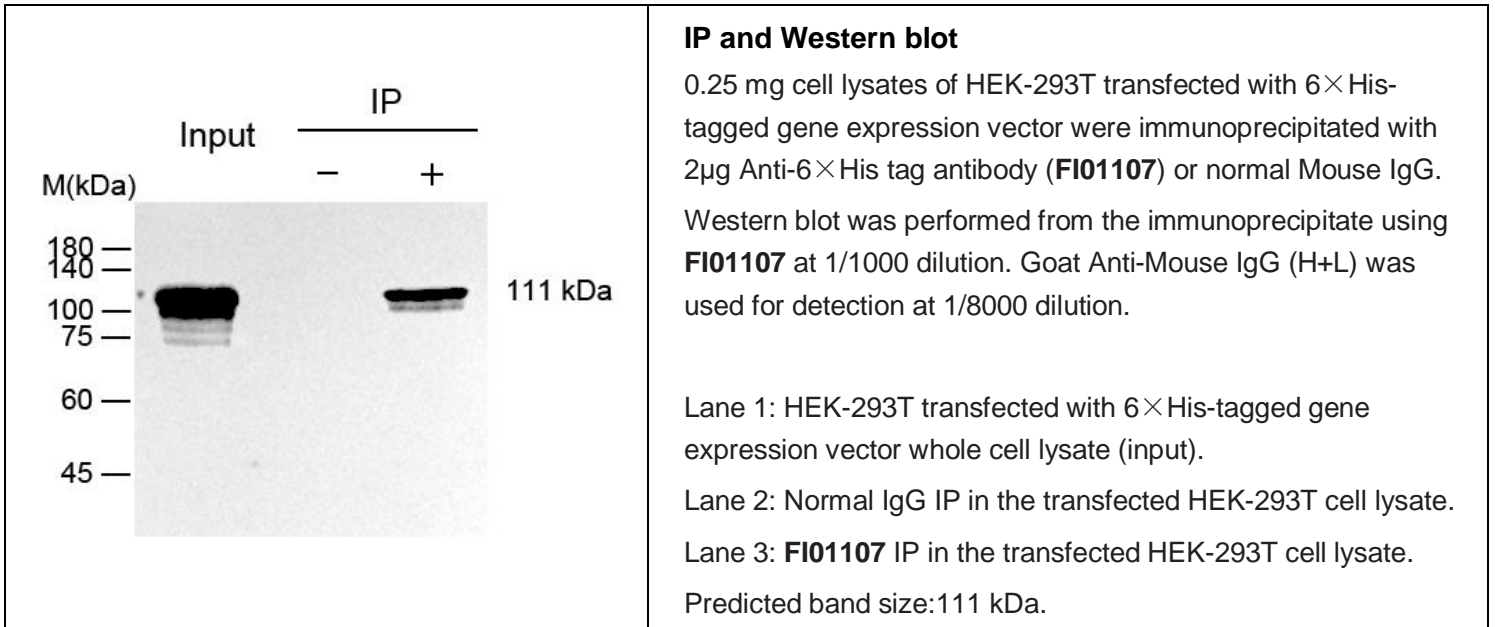 Input
IP
− +
M(kDa)
180
140
100
75
60
45
111 kDa
IP and Western blot
0.25 mg cell lysates of HEK-293T transfected with 6×His-
tagged gene expression vector were immunoprecipitated with
2µg Anti-6×His tag antibody (FI01107) or normal Mouse IgG.
Western blot was performed from the immunoprecipitate using
FI01107 at 1/1000 dilution. Goat Anti-Mouse IgG (H+L) was
used for detection at 1/8000 dilution.
Lane 1: HEK-293T transfected with 6×His-tagged gene
expression vector whole cell lysate (input).
Lane 2: Normal IgG IP in the transfected HEK-293T cell lysate.
Lane 3: FI01107 IP in the transfected HEK-293T cell lysate.
Predicted band size:111 kDa.